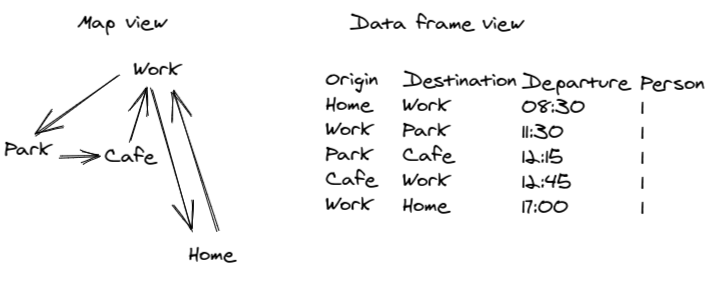 Map view
Work
Park
Cafe
Home
Data frame view
Origin Destination Departure Person
Home Work 08:30 1
Work Park 11:30 1
Park Cafe 12:15 1
Cafe Work 12:45 1
Work Home 17:00 1